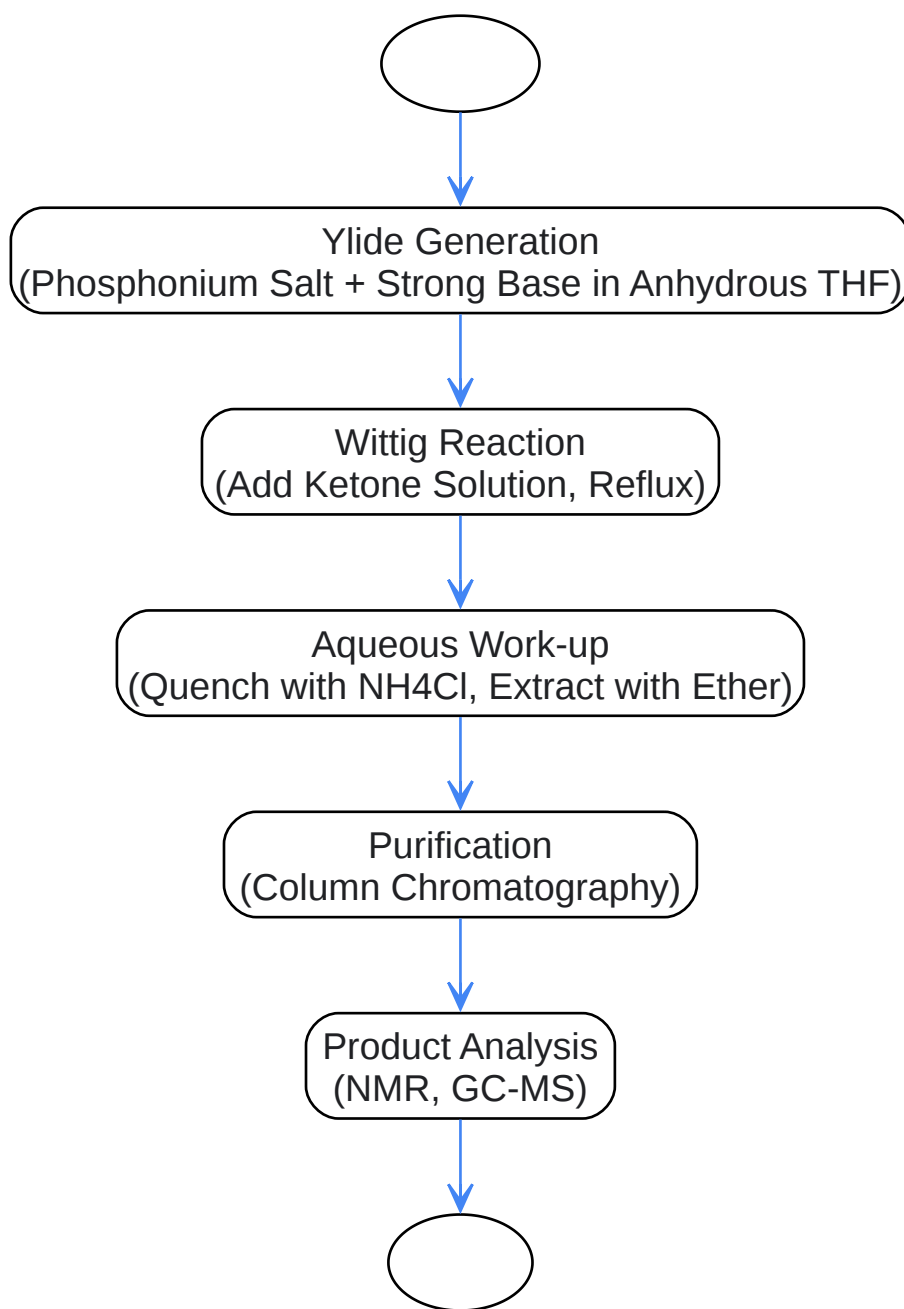 Ylide Generation
(Phosphonium Salt + Strong Base in Anhydrous THF)
Wittig Reaction
(Add Ketone Solution, Reflux)
Aqueous Work-up
(Quench with NH4Cl, Extract with Ether)
Purification
(Column Chromatography)
Product Analysis
(NMR, GC-MS)